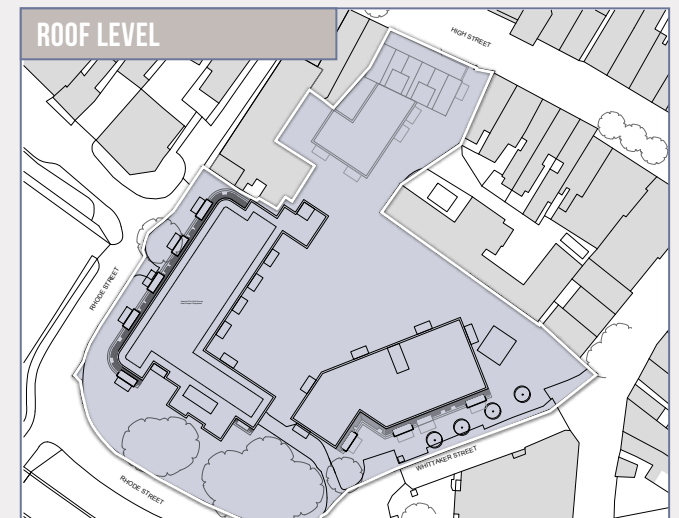 ROOF LEVEL
HIGH STREET
RHODE STREET
WHITTAKER STREET
RHODE STREET